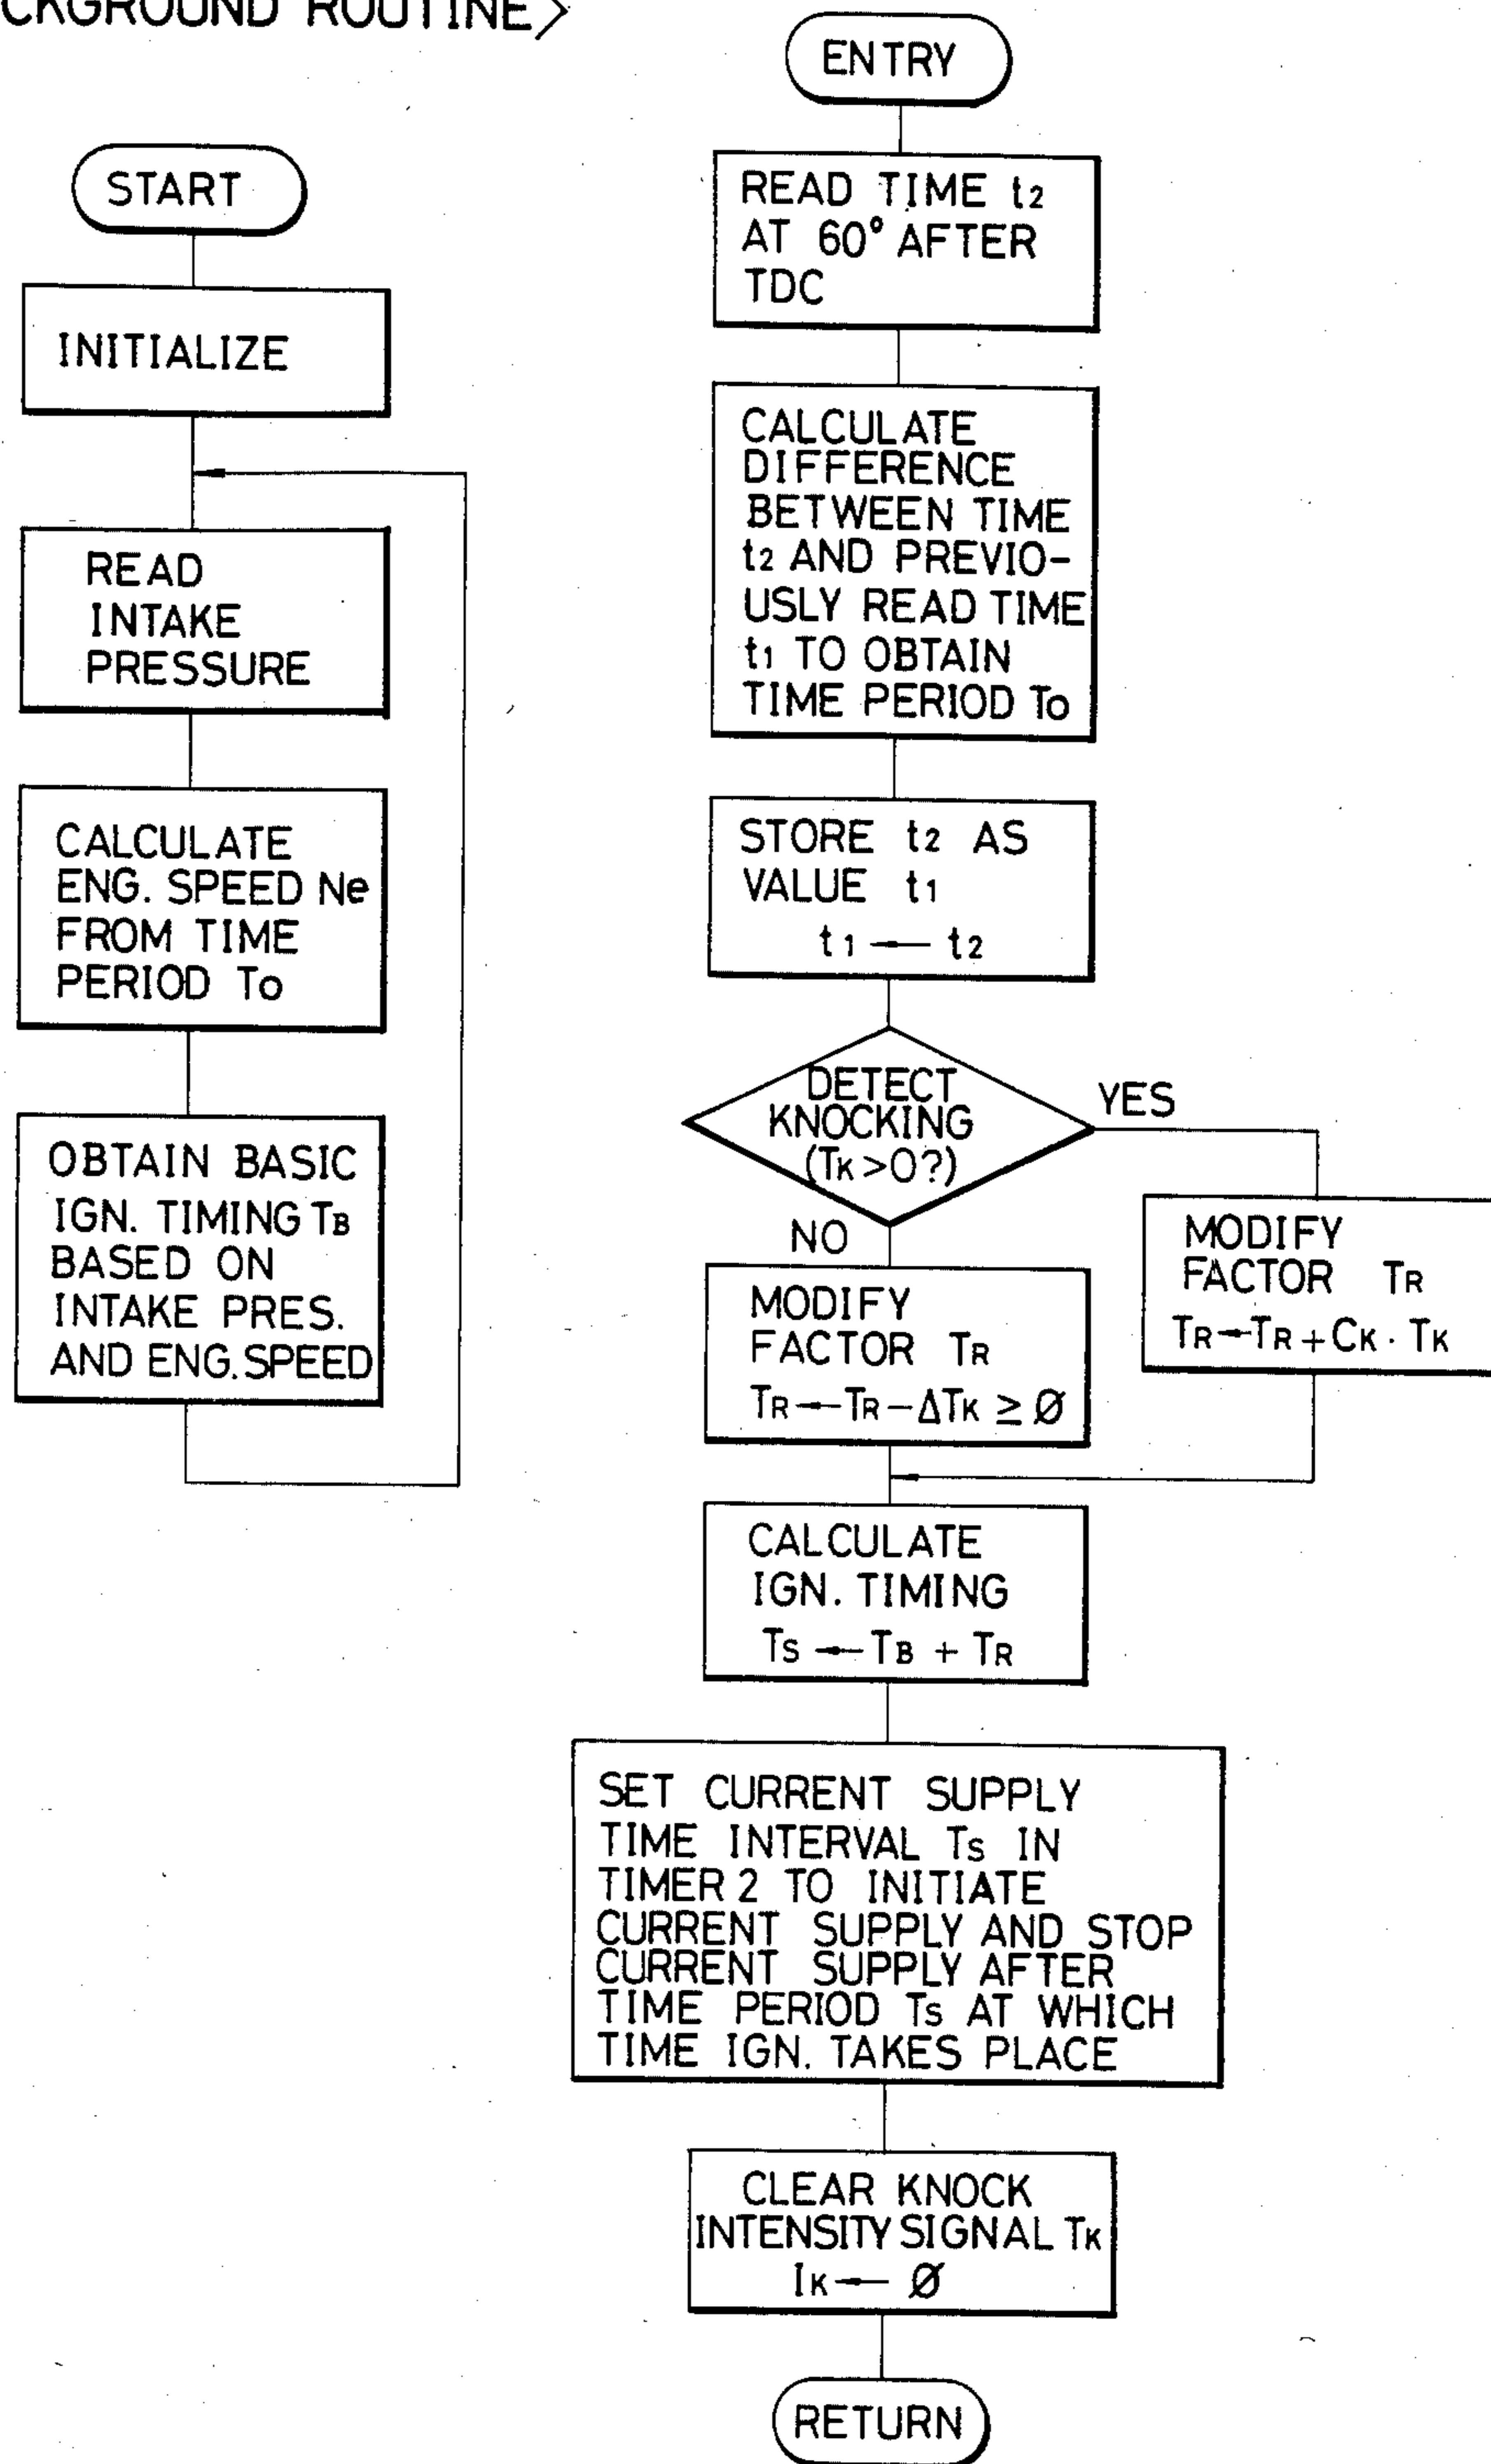 CKGROUND ROUTINE>
START
INITIALIZE
READ
INTAKE
PRESSURE
CALCULATE
ENG. SPEED Ne
FROM TIME
PERIOD To
OBTAIN BASIC
IGN. TIMING TB
BASED ON
INTAKE PRES.
AND ENG. SPEED
ENTRY
READ TIME t2
AT 60° AFTER
TDC
CALCULATE
DIFFERENCE
BETWEEN TIME
t2 AND PREVIO-
USLY READ TIME
t1 TO OBTAIN
TIME PERIOD To
STORE t2 AS
VALUE t1
t1 ← t2
DETECT
KNOCKING
(TK>0?)
YES
NO
MODIFY
FACTOR TR
TR←TR+CK·TK
MODIFY
FACTOR TR
TR←TR-ΔTK ≥ Ø
CALCULATE
IGN. TIMING
TS ← TB + TR
SET CURRENT SUPPLY
TIME INTERVAL Ts IN
TIMER 2 TO INITIATE
CURRENT SUPPLY AND STOP
CURRENT SUPPLY AFTER
TIME PERIOD Ts AT WHICH
TIME IGN. TAKES PLACE
CLEAR KNOCK
INTENSITY SIGNAL TK
IK ← Ø
RETURN